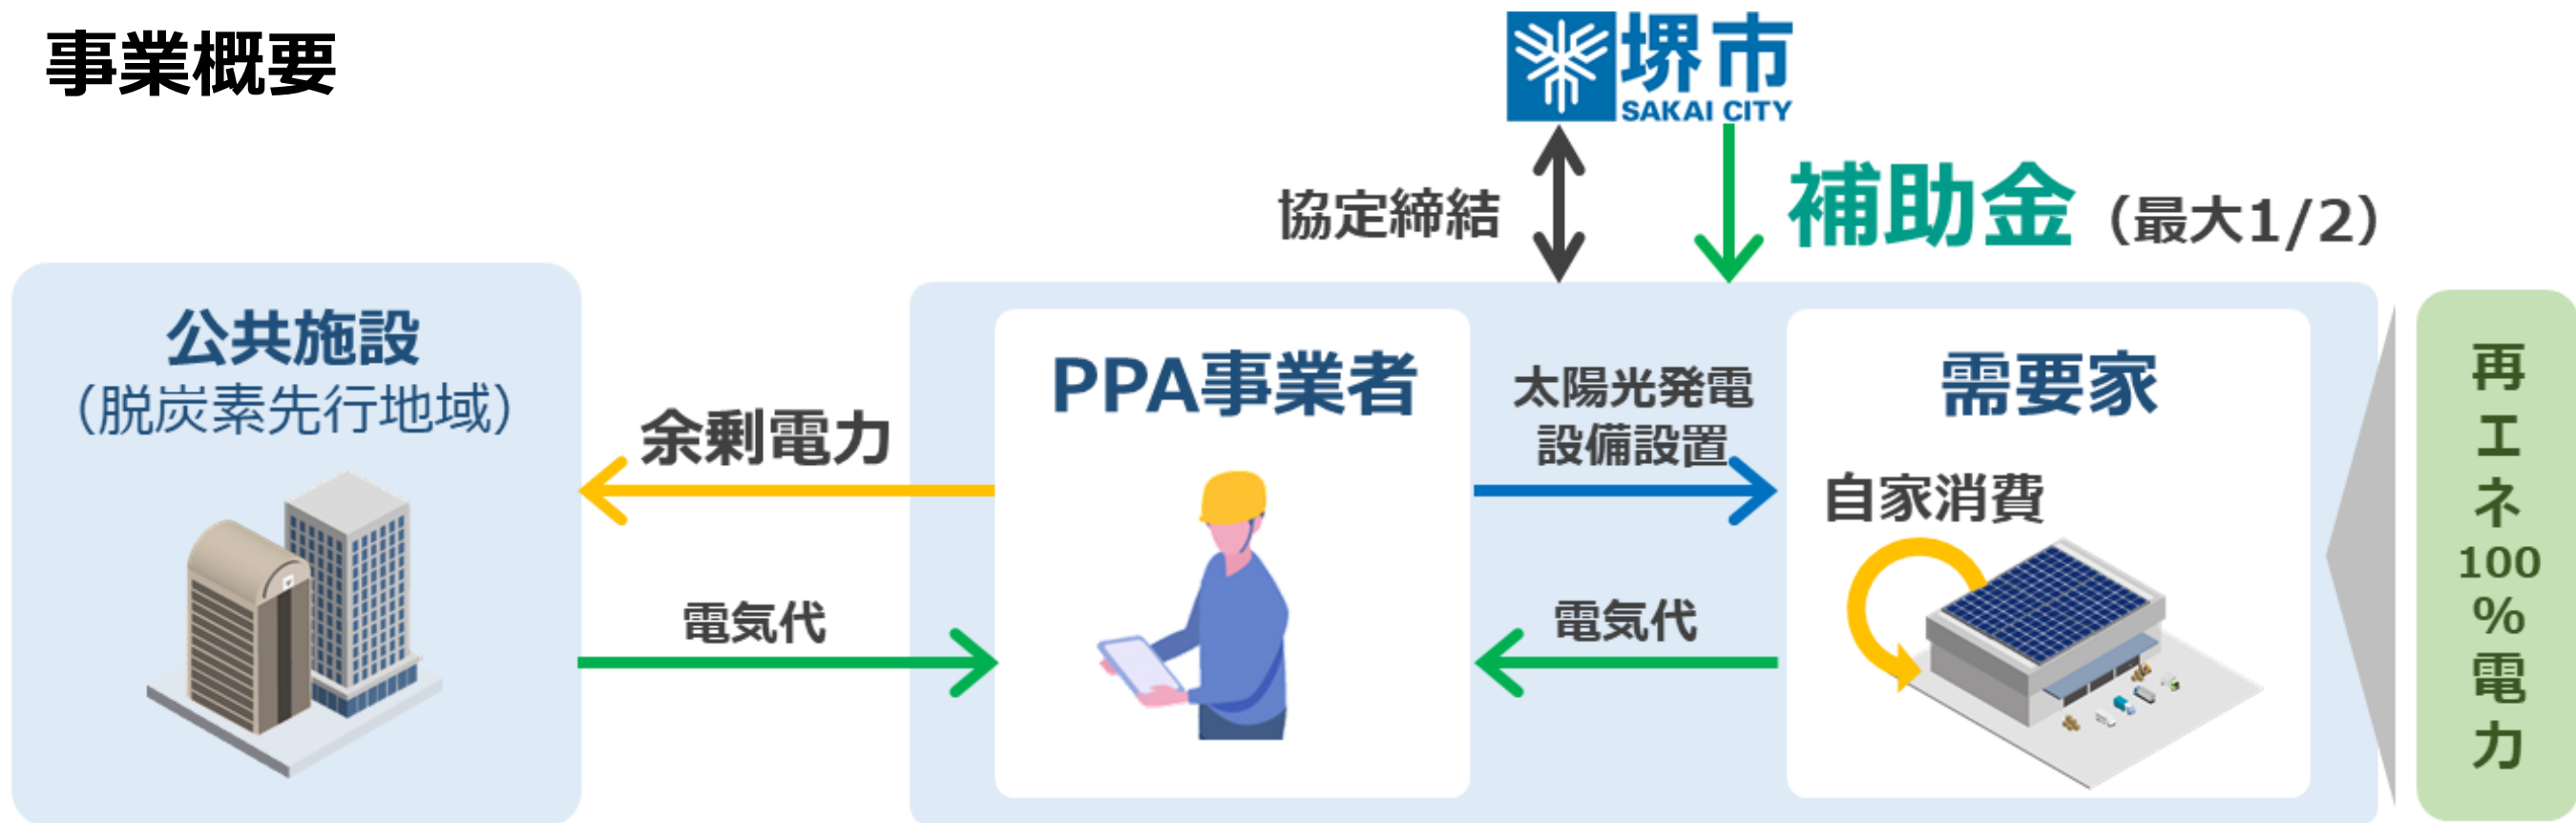 事業概要
堺市
SAKAI CITY
協定締結
補助金（最大1/2）
公共施設
（脱炭素先行地域）
余剰電力
電気代
PPA事業者
太陽光発電
設備設置
電気代
需要家
自家消費
再エネ100%電力